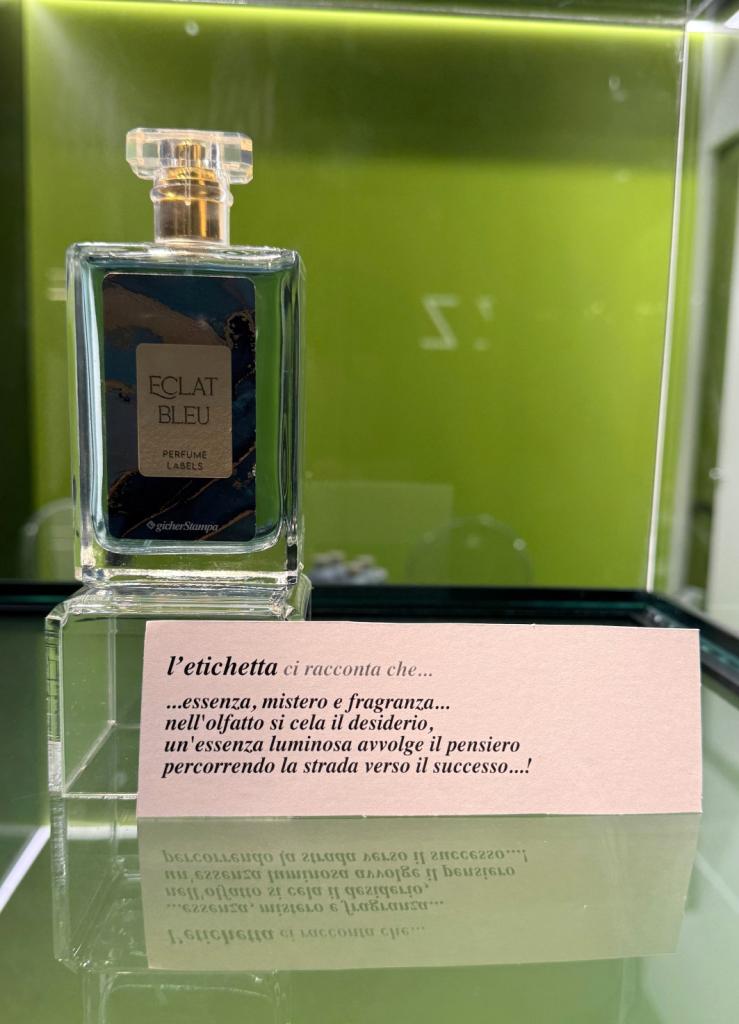 ECLAT
BLEU
PERFUME
LABELS
gicherStampa
l'etichetta ci racconta che...
...essenza, mistero e fragranza...
nell'olfatto si cela il desiderio,
un'essenza luminosa avvolge il pensiero
percorrendo la strada verso il successo...!